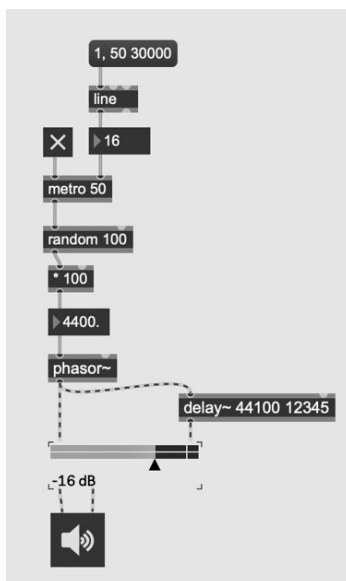 1, 50 30000
line
16
metro 50
random 100
* 100
4400.
phasor~
delay~ 44100 12345
-16 dB